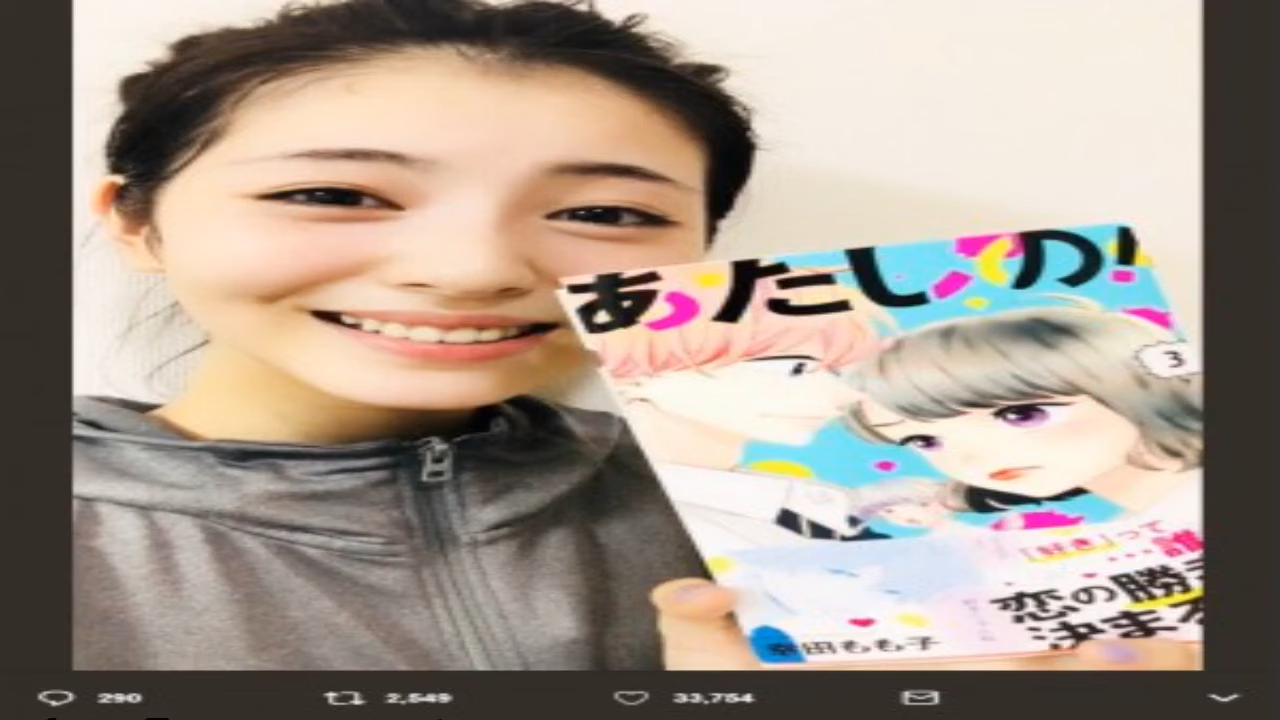 あたしの!
3
「好き」って
…誰
恋の勝
決まる
幸田もも子
290 2,549 33,754